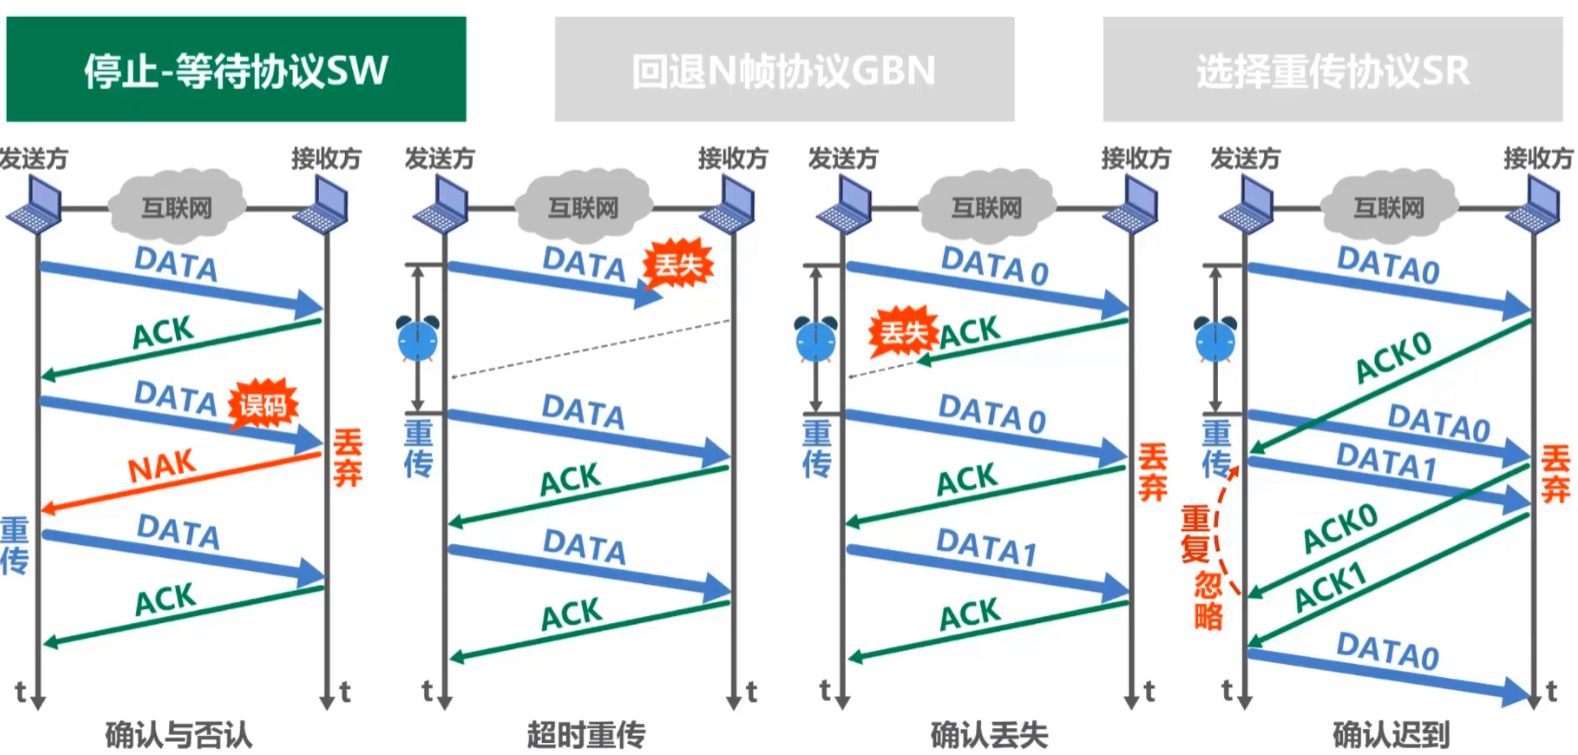 停止-等待协议SW
回退N帧协议GBN
选择重传协议SR
发送方
接收方
互联网
DATA
ACK
DATA
误码
丢弃
NAK
重传
DATA
ACK
t
t
确认与否认
发送方
接收方
互联网
DATA
丢失
重传
DATA
ACK
DATA
ACK
t
t
超时重传
发送方
接收方
互联网
DATA 0
丢失
ACK
重传
DATA 0
丢弃
ACK
DATA1
ACK
t
t
确认丢失
发送方
接收方
互联网
DATA0
ACK0
重传
DATA0
DATA1
丢弃
重复
忽略
ACK0
ACK1
DATA0
t
t
确认迟到